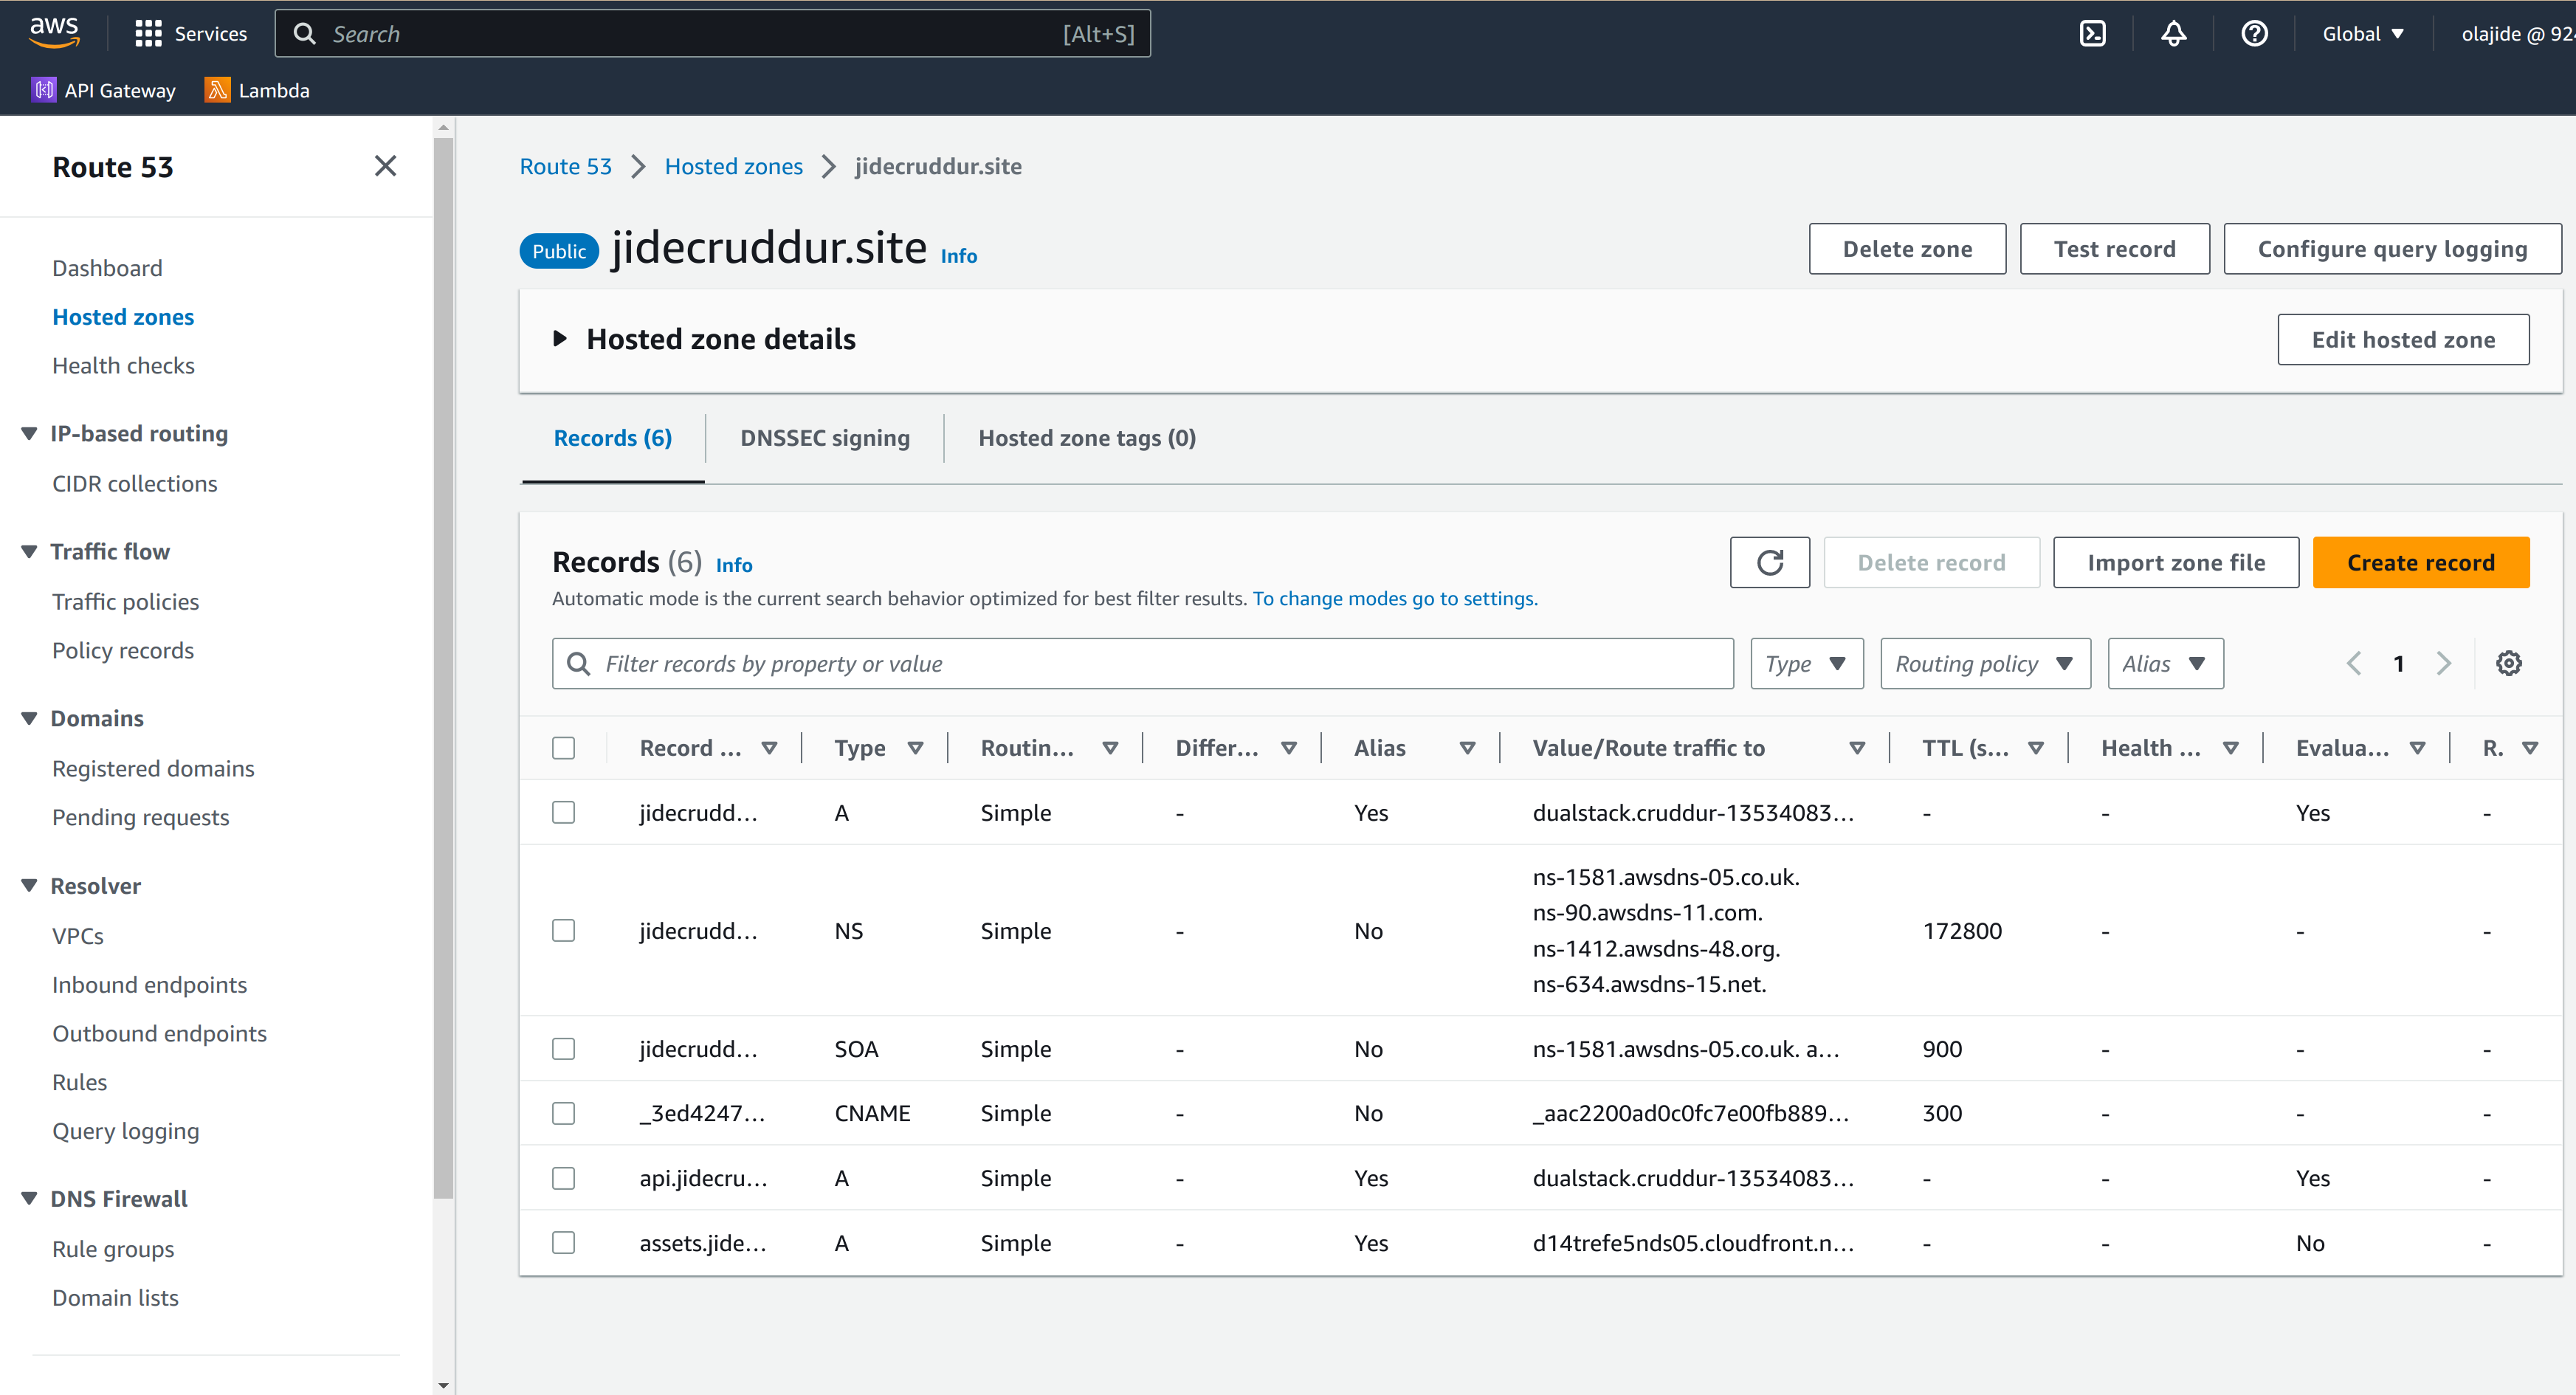 aws
Services
Search
[Alt+S]
Global
olajide @ 924
API Gateway
Lambda
Route 53
Dashboard
Hosted zones
Health checks
IP-based routing
CIDR collections
Traffic flow
Traffic policies
Policy records
Domains
Registered domains
Pending requests
Resolver
VPCs
Inbound endpoints
Outbound endpoints
Rules
Query logging
DNS Firewall
Rule groups
Domain lists
Route 53 > Hosted zones > jidecruddur.site
Public jidecruddur.site Info
Delete zone
Test record
Configure query logging
Hosted zone details
Edit hosted zone
Records (6)
DNSSEC signing
Hosted zone tags (0)
Records (6) Info
Delete record
Import zone file
Create record
Automatic mode is the current search behavior optimized for best filter results. To change modes go to settings.
Filter records by property or value
Type
Routing policy
Alias
1
Record ... Type Routin... Differ... Alias Value/Route traffic to TTL (s... Health ... Evalua... R.
jidecrudd... A Simple - Yes dualstack.cruddur-13534083... - - Yes -
ns-1581.awsdns-05.co.uk.
ns-90.awsdns-11.com.
jidecrudd... NS Simple - No 172800 - - -
ns-1412.awsdns-48.org.
ns-634.awsdns-15.net.
jidecrudd... SOA Simple - No ns-1581.awsdns-05.co.uk. a... 900 - - -
_3ed4247... CNAME Simple - No _aac2200ad0c0fc7e00fb889... 300 - - -
api.jidecru... A Simple - Yes dualstack.cruddur-13534083... - - Yes -
assets.jide... A Simple - Yes d14trefe5nds05.cloudfront.n... - - No -